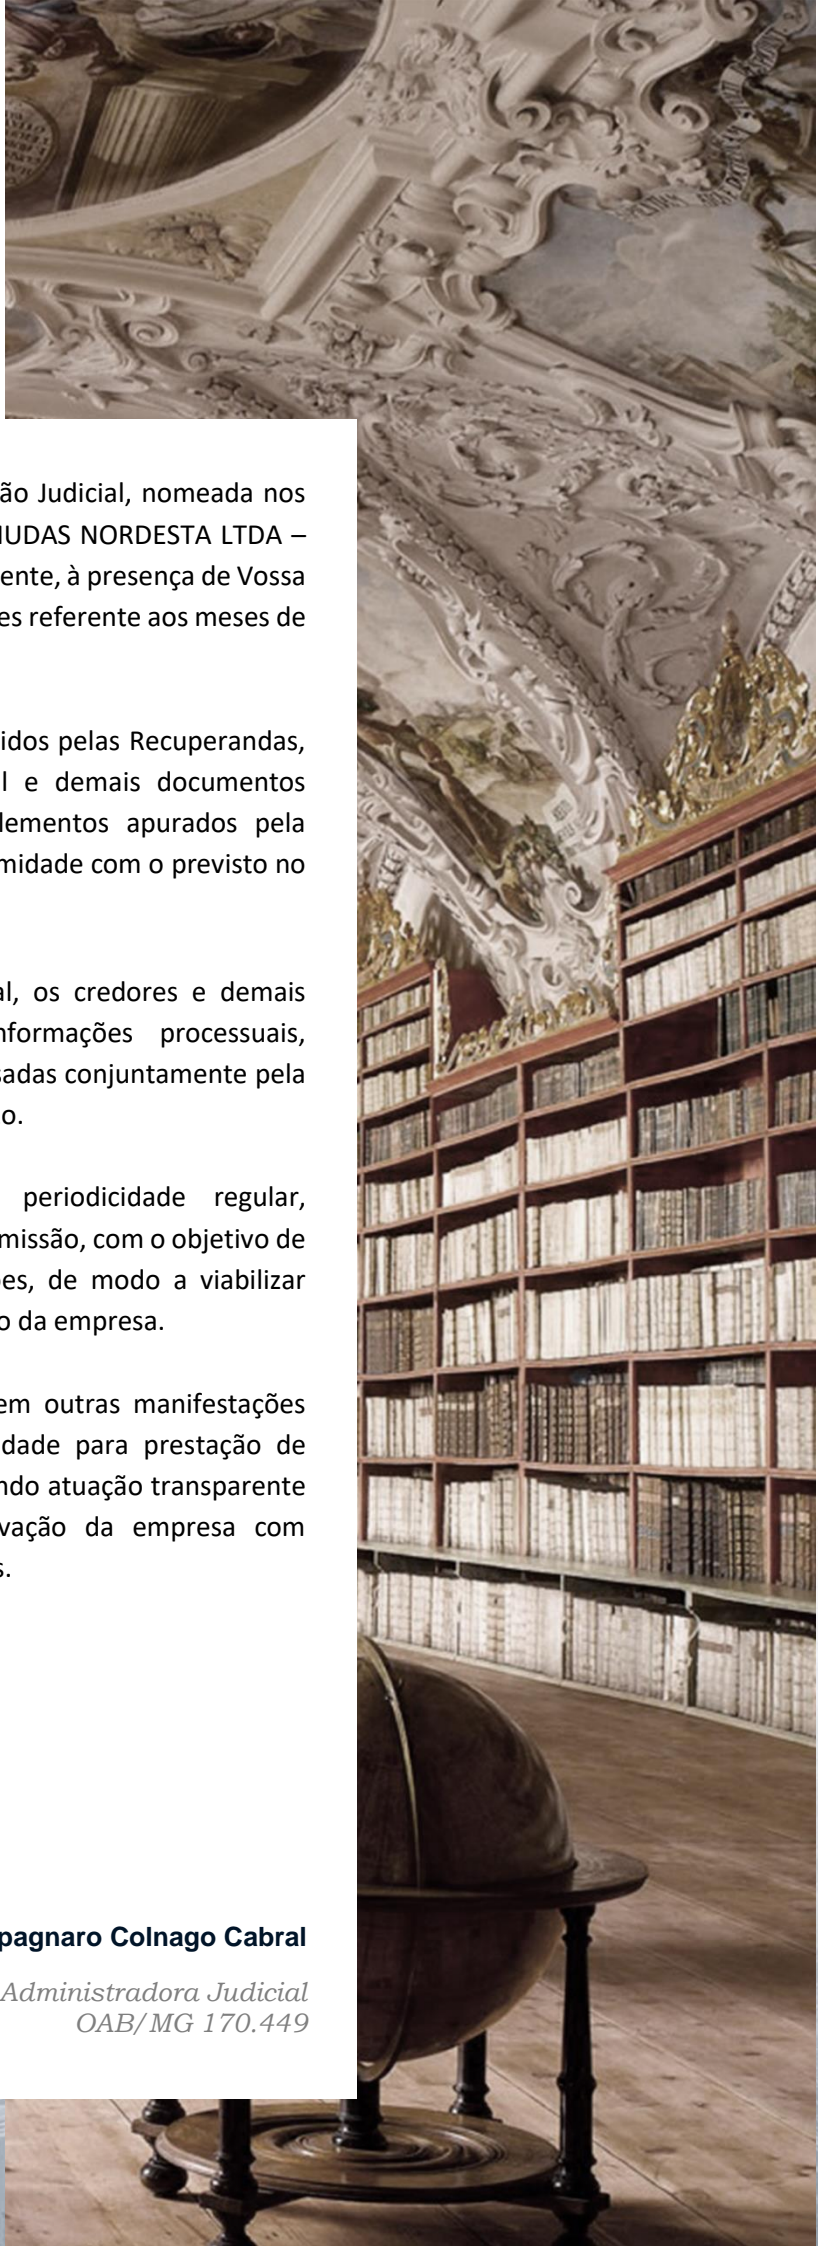 ão Judicial, nomeada nos
UDAS NORDESTA LTDA –
ente, à presença de Vossa
es referente aos meses de
idos pelas Recuperandas,
l e demais documentos
lementos apurados pela
midade com o previsto no
al, os credores e demais
nformações processuais,
sadas conjuntamente pela
o.
periodicidade regular,
missão, com o objetivo de
es, de modo a viabilizar
o da empresa.
em outras manifestações
dade para prestação de
ndo atuação transparente
vação da empresa com
s.
pagnaro Colnago Cabral
Administradora Judicial
OAB/MG 170.449